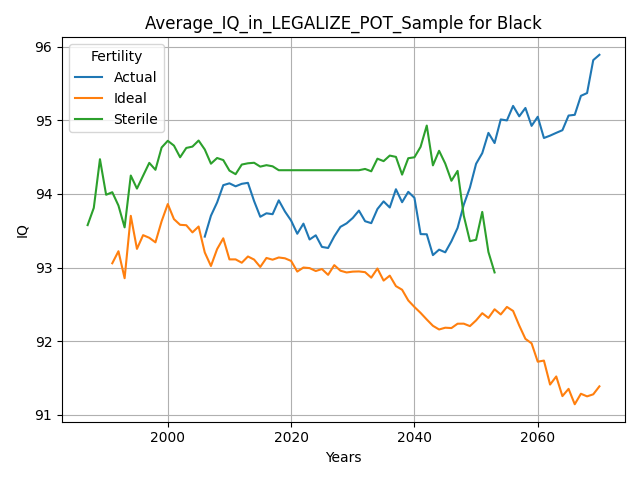 Average_IQ_in_LEGALIZE_POT_Sample for Black
Fertility
Actual
Ideal
Sterile
IQ
96
95
94
93
92
91
2000
2020
2040
2060
Years